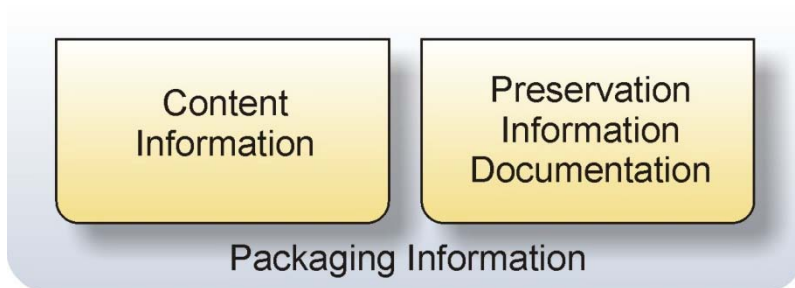 Content
Information
Preservation
Information
Documentation
Packaging Information